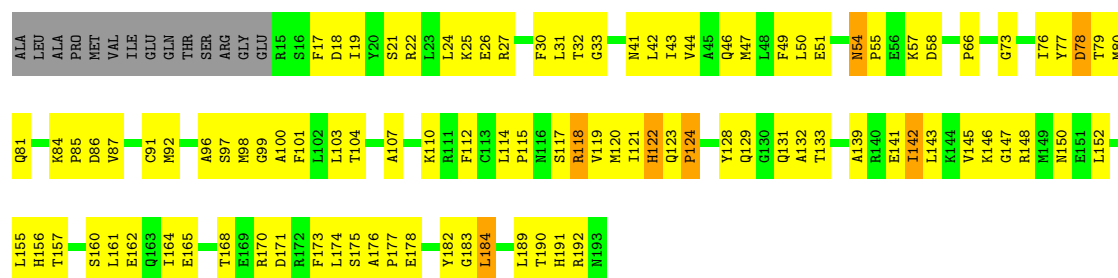 ALA LEU ALA PRO MET VAL ILE GLU GLN THR SER ARG GLY GLU R15 S16 F17 D18 I19 Y20 S21 R22 L23 L24 K25 E26 R27 F30 L31 T32 G33 N41 L42 I43 V44 A45 Q46 M47 L48 F49 L50 E51 N54 P55 E56 K57 D58 P66 G73 I76 Y77 D78 T79 M80
Q81 K84 P85 D86 V87 C91 M92 A96 S97 M98 G99 A100 F101 L102 L103 T104 A107 K110 R111 F112 C113 L114 P115 N116 S117 R118 V119 M120 I121 H122 Q123 P124 Y128 Q129 G130 Q131 A132 T133 A139 R140 E141 I142 L143 K144 V145 K146 G147 R148 M149 N150 E151 L152
L155 H156 T157 S160 L161 E162 Q163 I164 E165 T168 E169 R170 D171 R172 F173 L174 S175 A176 P177 E178 Y182 G183 L184 L189 T190 H191 R192 N193